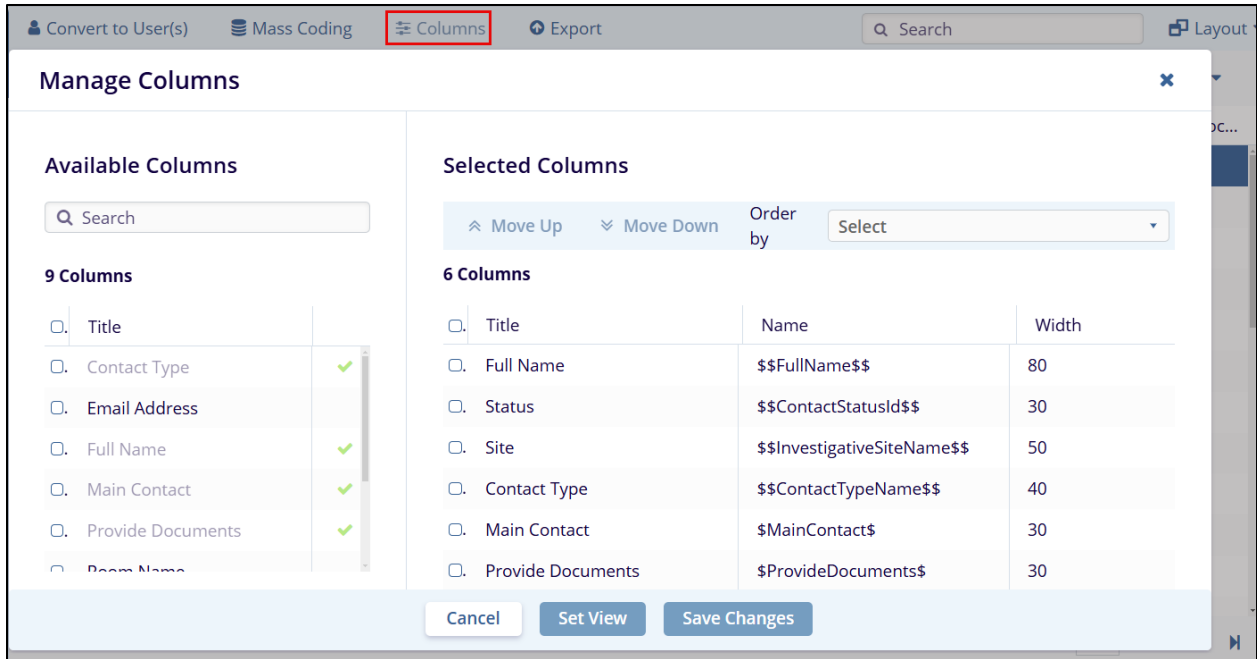 Convert to User(s) Mass Coding Columns Export Search Layout
Manage Columns
oc...
Available Columns Selected Columns
Search
Move Up Move Down Order by Select
9 Columns 6 Columns
Title Title Name Width
Contact Type Full Name $$FullName$$ 80
Email Address Status $$ContactStatusId$$ 30
Full Name Site $$InvestigativeSiteName$$ 50
Main Contact Contact Type $$ContactTypeName$$ 40
Provide Documents Main Contact $MainContact$ 30
Room Name Provide Documents $ProvideDocuments$ 30
Cancel Set View Save Changes